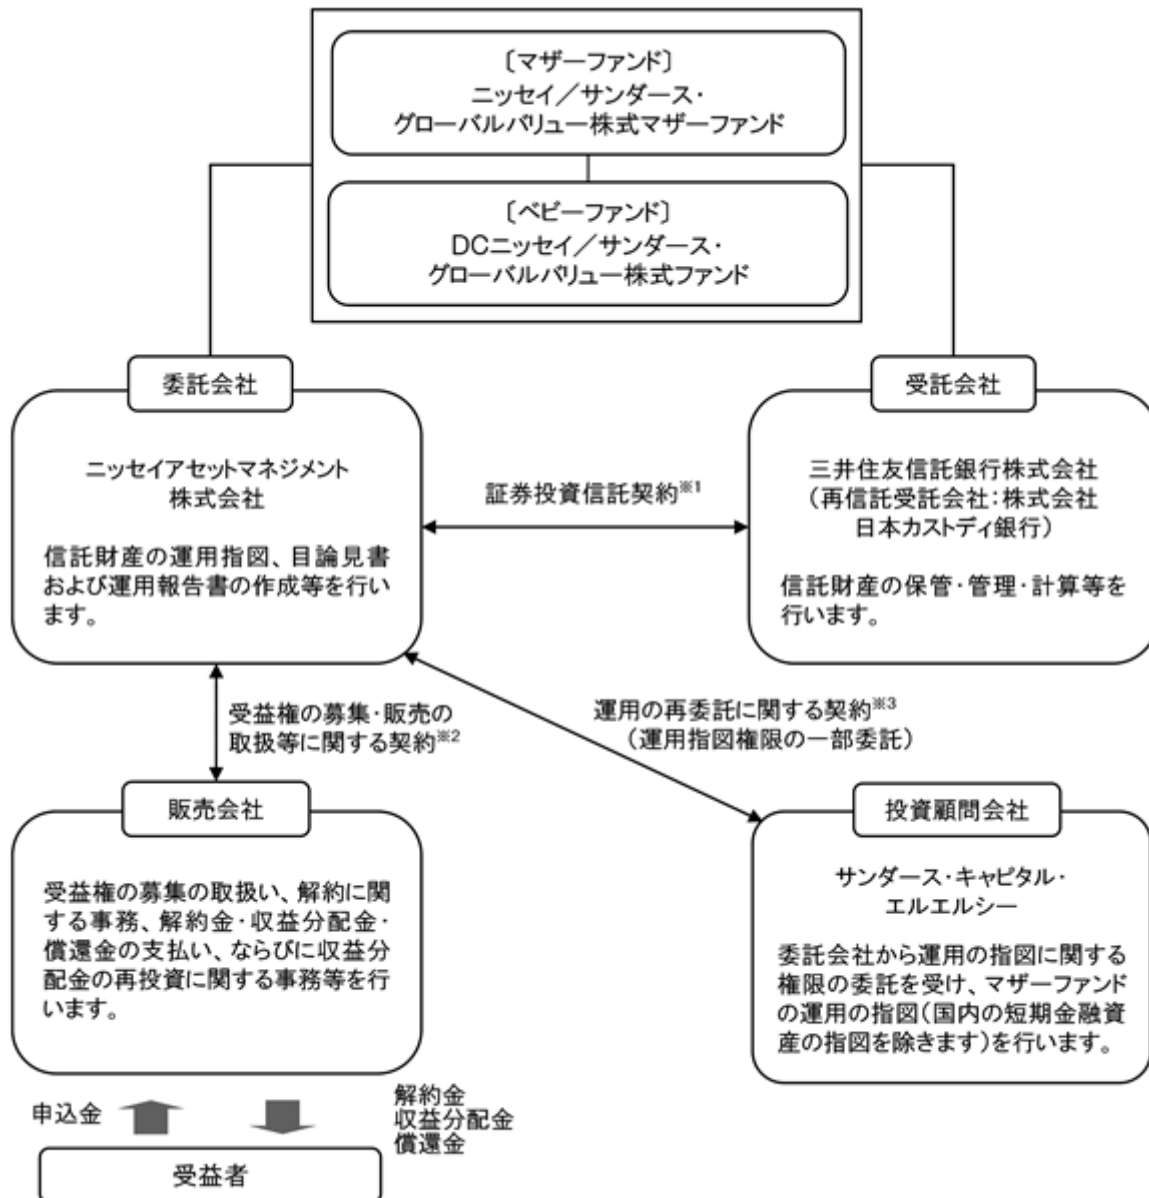 〔マザーファンド〕
ニッセイ／サンダース・
グローバルバリュー株式マザーファンド
〔ベビーファンド〕
DCニッセイ／サンダース・
グローバルバリュー株式ファンド
委託会社
ニッセイアセットマネジメント
株式会社
信託財産の運用指図、目論見書
および運用報告書の作成等を行い
ます。
証券投資信託契約※1
受託会社
三井住友信託銀行株式会社
（再信託受託会社：株式会社
日本カストディ銀行）
信託財産の保管・管理・計算等を
行います。
受益権の募集・販売の
取扱等に関する契約※2
運用の再委託に関する契約※3
（運用指図権限の一部委託）
販売会社
受益権の募集の取扱い、解約に関
する事務、解約金・収益分配金・
償還金の支払い、ならびに収益分
配金の再投資に関する事務等を行
います。
投資顧問会社
サンダース・キャピタル・
エルエルシー
委託会社から運用の指図に関する
権限の委託を受け、マザーファンド
の運用の指図（国内の短期金融資
産の指図を除きます）を行います。
申込金
解約金
収益分配金
償還金
受益者